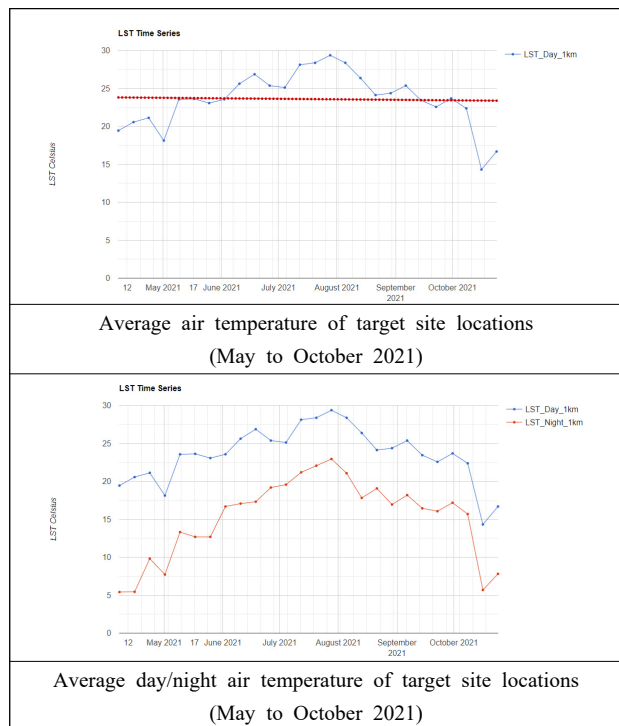 LST Time Series
30
25
20
15
10
5
0
LST Celsius
12 May 2021 17 June 2021 July 2021 August 2021 September 2021 October 2021
LST_Day_1km
Average air temperature of target site locations
(May to October 2021)
LST Time Series
30
25
20
15
10
5
0
LST Celsius
12 May 2021 17 June 2021 July 2021 August 2021 September 2021 October 2021
LST_Day_1km
LST_Night_1km
Average day/night air temperature of target site locations
(May to October 2021)